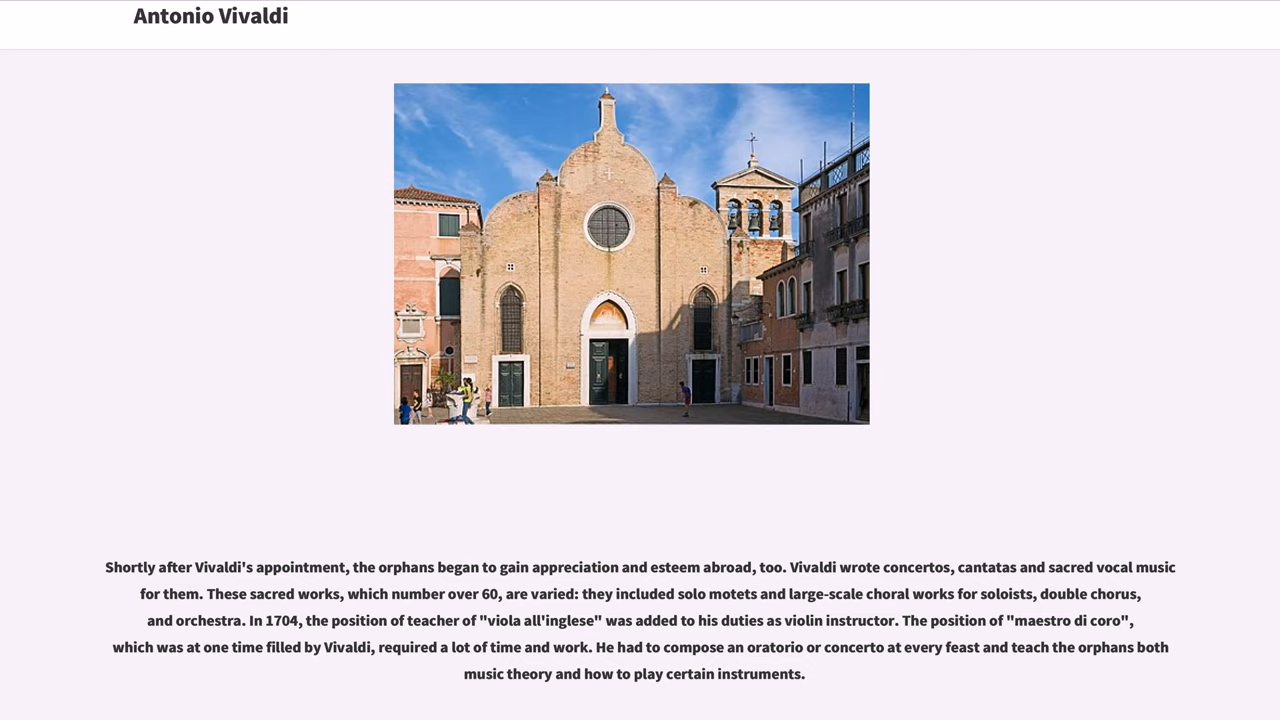 Antonio Vivaldi
Shortly after Vivaldi's appointment, the orphans began to gain appreciation and esteem abroad, too. Vivaldi wrote concertos, cantatas and sacred vocal music
for them. These sacred works, which number over 60, are varied: they included solo motets and large-scale choral works for soloists, double chorus,
and orchestra. In 1704, the position of teacher of "viola all'inglese" was added to his duties as violin instructor. The position of "maestro di coro",
which was at one time filled by Vivaldi, required a lot of time and work. He had to compose an oratorio or concerto at every feast and teach the orphans both
music theory and how to play certain instruments.